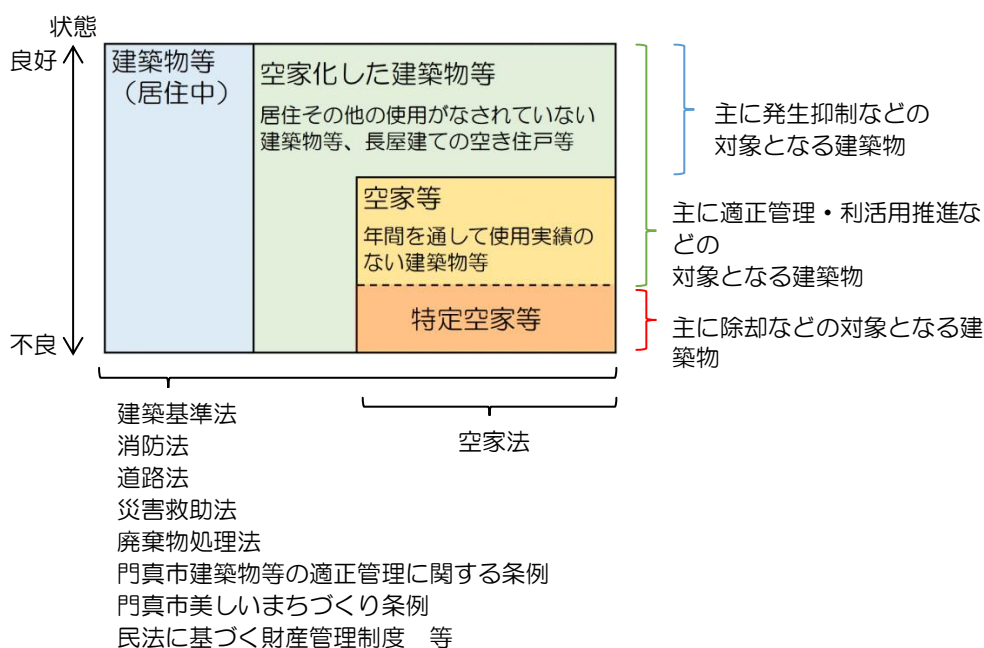 状態
良好
不良
建築物等
（居住中）
空家化した建築物等
居住その他の使用がなされていない
建築物等、長屋建ての空き住戸等
空家等
年間を通して使用実績の
ない建築物等
特定空家等
主に発生抑制などの
対象となる建築物
主に適正管理・利活用推進な
どの
対象となる建築物
主に除却などの対象となる建
築物
建築基準法
消防法
道路法
災害救助法
廃棄物処理法
門真市建築物等の適正管理に関する条例
門真市美しいまちづくり条例
民法に基づく財産管理制度　等
空家法